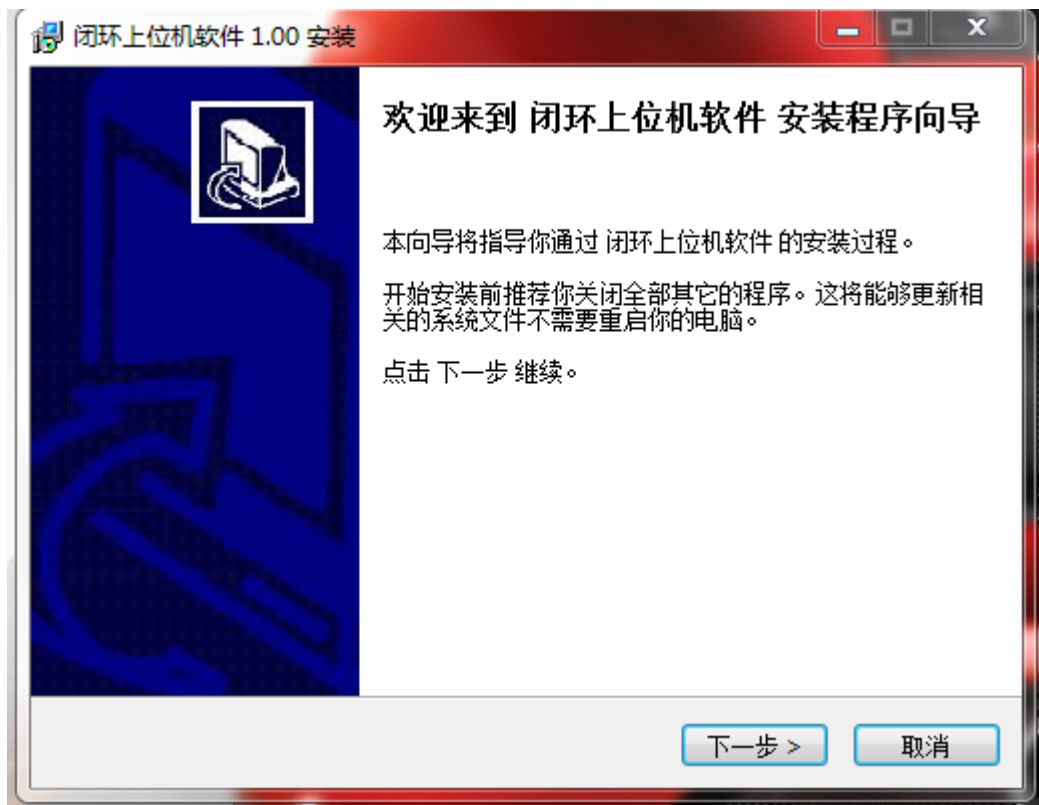 闭环上位机软件 1.00 安装
欢迎来到 闭环上位机软件 安装程序向导
本向导将指导你通过 闭环上位机软件 的安装过程。
开始安装前推荐你关闭全部其它的程序。这将能够更新相
关的系统文件不需要重启你的电脑。
点击 下一步 继续。
下一步 >
取消